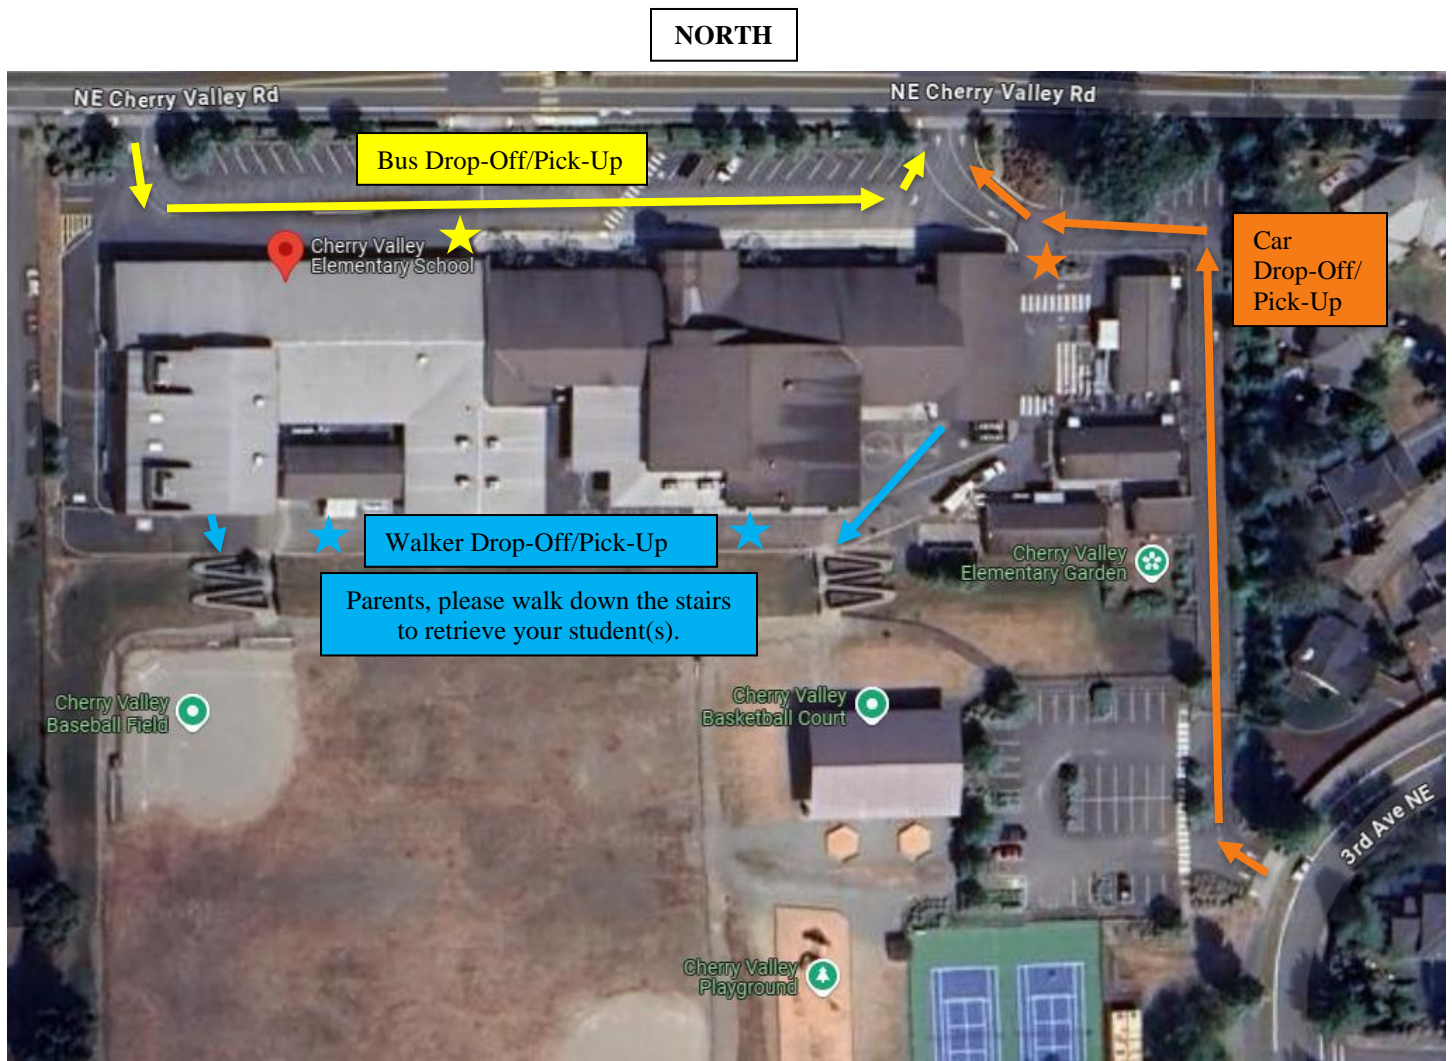 NORTH
NE Cherry Valley Rd
NE Cherry Valley Rd
Bus Drop-Off/Pick-Up
Cherry Valley
Elementary School
Car
Drop-Off/
Pick-Up
Walker Drop-Off/Pick-Up
Parents, please walk down the stairs
to retrieve your student(s).
Cherry Valley
Elementary Garden
Cherry Valley
Baseball Field
Cherry Valley
Basketball Court
3rd Ave NE
Cherry Valley
Playground